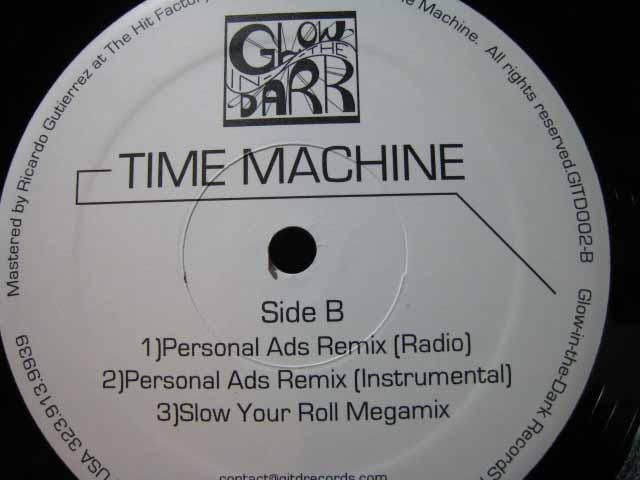 GLOW
IN THE
DARK
TIME MACHINE
Side B
1)Personal Ads Remix (Radio)
2)Personal Ads Remix (Instrumental)
3)Slow Your Roll Megamix
Mastered by Ricardo Gutierrez at The Hit Factory
Time Machine. All rights reserved.GITD002-B
Glow-in-the-Dark Records
USA 323.913.9939
contact@gitdrecords.com